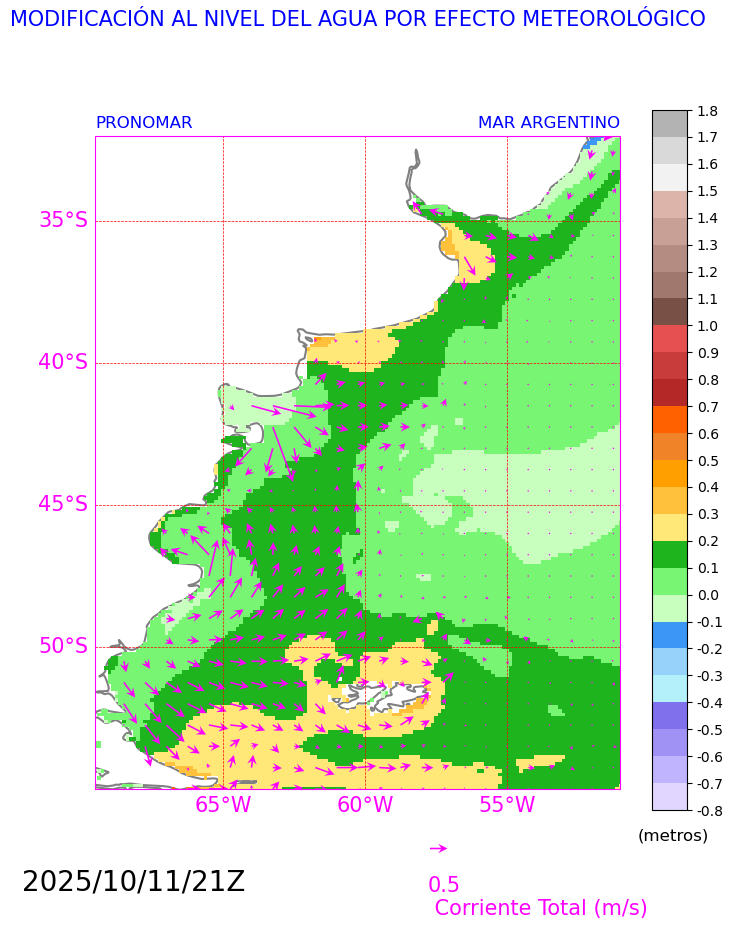 MODIFICACIÓN AL NIVEL DEL AGUA POR EFECTO METEOROLÓGICO
PRONOMAR
MAR ARGENTINO
35°S
40°S
45°S
50°S
65°W
60°W
55°W
1.8
1.7
1.6
1.5
1.4
1.3
1.2
1.1
1.0
0.9
0.8
0.7
0.6
0.5
0.4
0.3
0.2
0.1
0.0
-0.1
-0.2
-0.3
-0.4
-0.5
-0.6
-0.7
-0.8
(metros)
2025/10/11/21Z
0.5
Corriente Total (m/s)